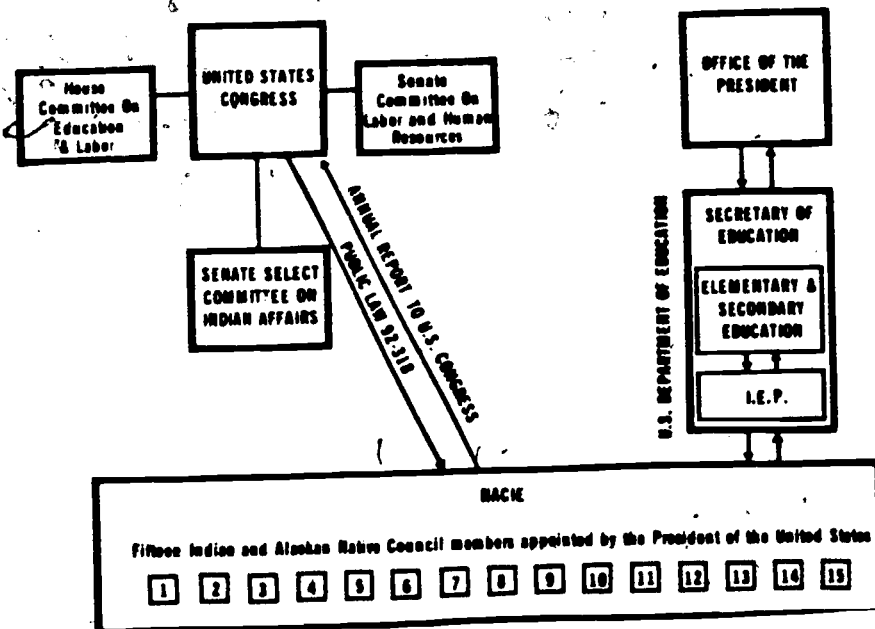 House
Committee On
Education
& Labor
UNITED STATES
CONGRESS
Senate
Committee On
Labor and Human
Resources
SENATE SELECT
COMMITTEE ON
INDIAN AFFAIRS
ANNUAL REPORT TO U.S. CONGRESS
PUBLIC LAW 92-318
OFFICE OF THE
PRESIDENT
U.S. DEPARTMENT OF EDUCATION
SECRETARY OF
EDUCATION
ELEMENTARY &
SECONDARY
EDUCATION
I.E.P.
NACIE
Fifteen Indian and Alaskan Native Council members appointed by the President of the United States
1 2 3 4 5 6 7 8 9 10 11 12 13 14 15